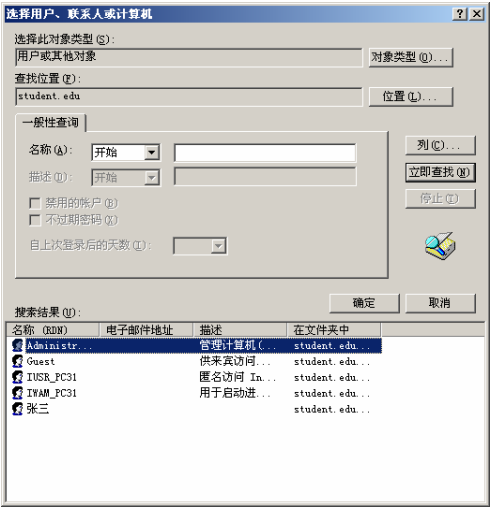 选择用户、联系人或计算机
选择此对象类型(S):
用户或其他对象
对象类型(O)...
查找位置(F):
student.edu
位置(L)...
一般性查询
名称(A):
开始
描述(D):
开始
禁用的帐户(B)
不过期密码(X)
自上次登录后的天数(I):
列(C)...
立即查找(N)
停止(T)
确定
取消
搜索结果(U):
名称 (RDN) 电子邮件地址 描述 在文件夹中
Administr... 管理计算机(... student.edu...
Guest 供来宾访问... student.edu...
IUSR_PC31 匿名访问 In... student.edu...
IWAM_PC31 用于启动进... student.edu...
张三 student.edu...